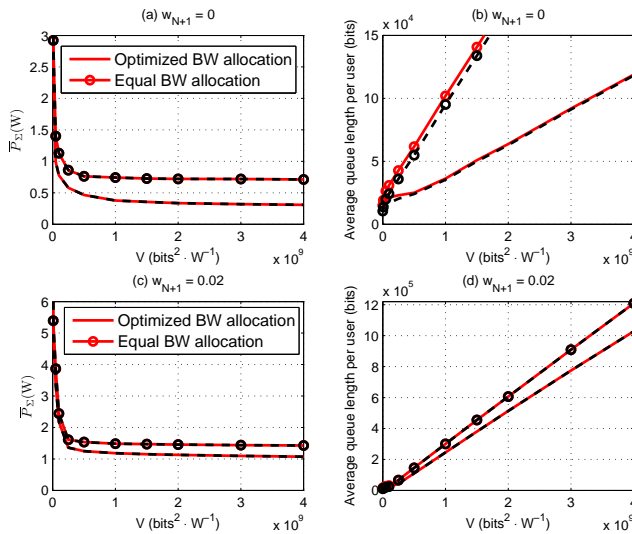 (a) w_{N+1} = 0
3
2.5
2
1.5
1
0.5
0
P̅_Σ(W)
Optimized BW allocation
Equal BW allocation
0 1 2 3 4
V (bits² · W⁻¹)
x 10⁹
(b) w_{N+1} = 0
x 10⁴
15
10
5
0
Average queue length per user (bits)
0 1 2 3 4
V (bits² · W⁻¹)
x 10⁹
(c) w_{N+1} = 0.02
6
5
4
3
2
1
0
P̅_Σ(W)
Optimized BW allocation
Equal BW allocation
0 1 2 3 4
V (bits² · W⁻¹)
x 10⁹
(d) w_{N+1} = 0.02
x 10⁵
12
10
8
6
4
2
0
Average queue length per user (bits)
0 1 2 3 4
V (bits² · W⁻¹)
x 10⁹